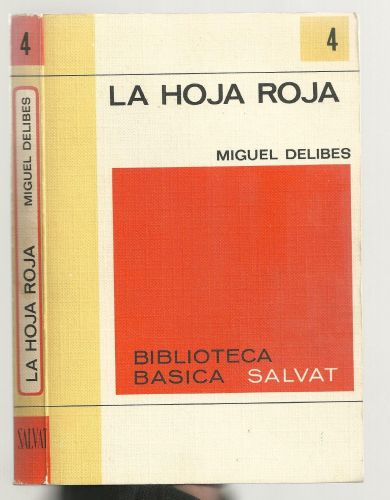 4
MIGUEL DELIBES
LA HOJA ROJA
SALVAT
4
LA HOJA ROJA
MIGUEL DELIBES
BIBLIOTECA
BASICA SALVAT